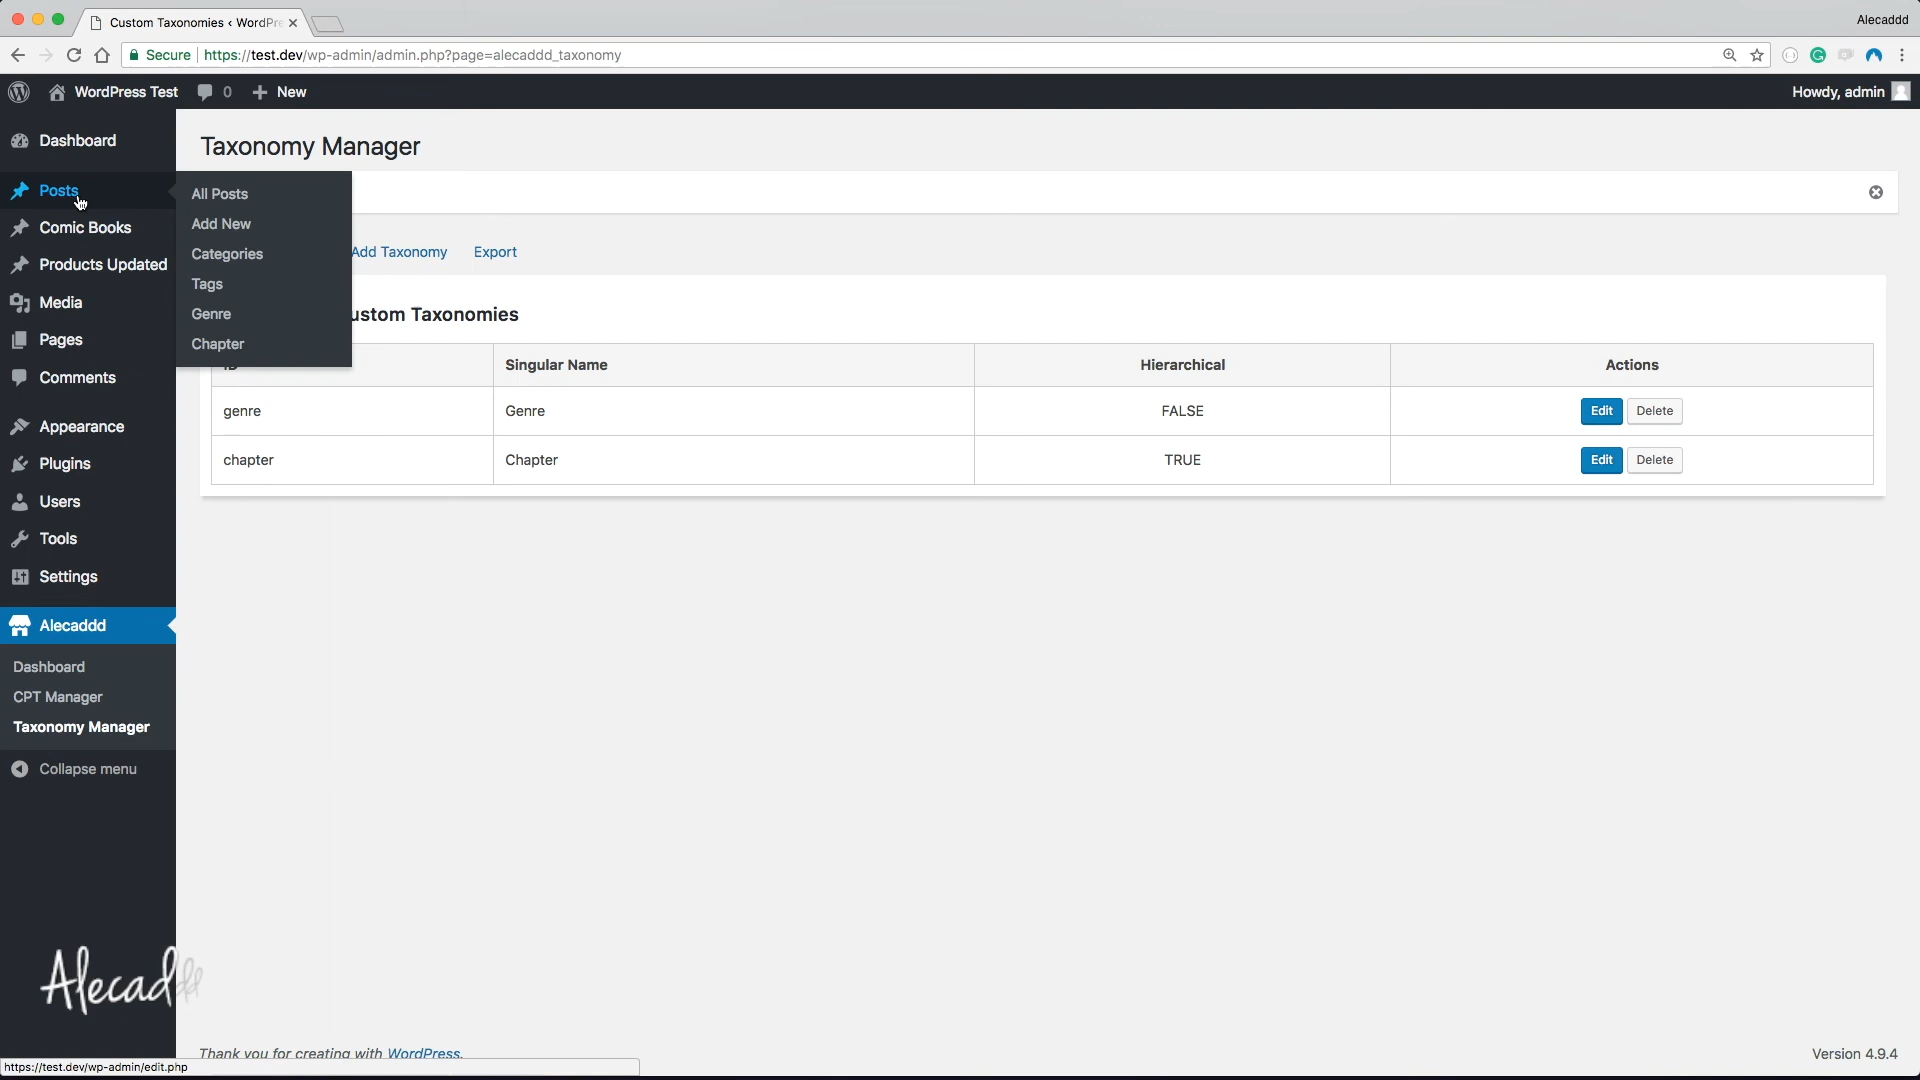 Custom Taxonomies ‹ WordPre
Alecaddd
Secure
https://test.dev/wp-admin/admin.php?page=alecaddd_taxonomy
WordPress Test
0
New
Howdy, admin
Dashboard
Posts
Comic Books
Products Updated
Media
Pages
Comments
Appearance
Plugins
Users
Tools
Settings
Alecaddd
Dashboard
CPT Manager
Taxonomy Manager
Collapse menu
All Posts
Add New
Categories
Tags
Genre
Chapter
Taxonomy Manager
Add Taxonomy
Export
ustom Taxonomies
ID
Singular Name
Hierarchical
Actions
genre
Genre
FALSE
Edit
Delete
chapter
Chapter
TRUE
Edit
Delete
Alecaddd
Thank you for creating with WordPress.
Version 4.9.4
https://test.dev/wp-admin/edit.php